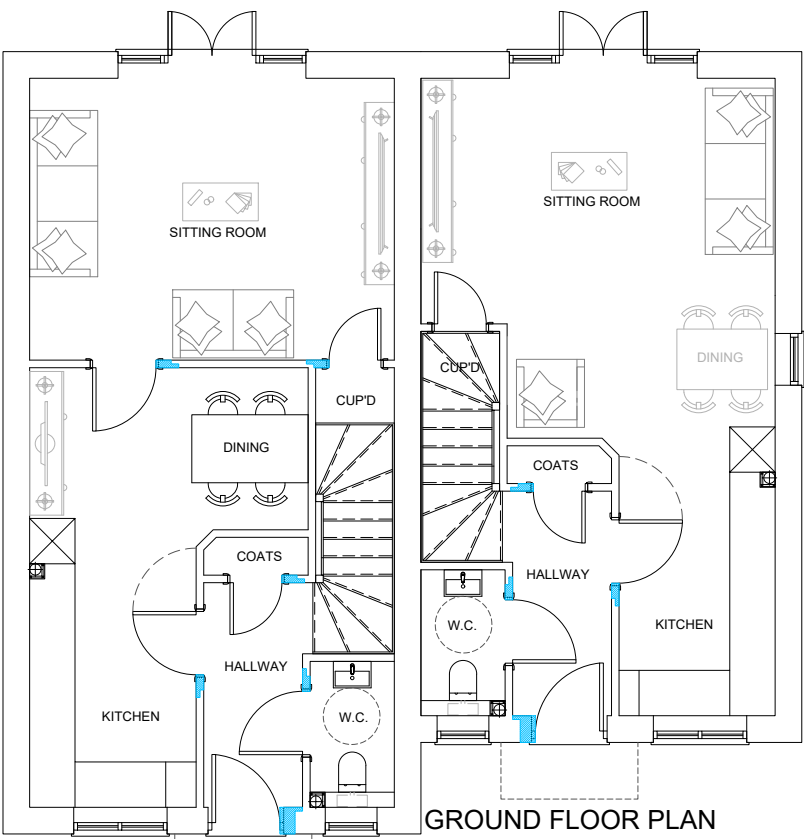 SITTING ROOM
SITTING ROOM
CUP'D
DINING
COATS
HALLWAY
KITCHEN
W.C.
CUP'D
DINING
COATS
HALLWAY
W.C.
KITCHEN
GROUND FLOOR PLAN